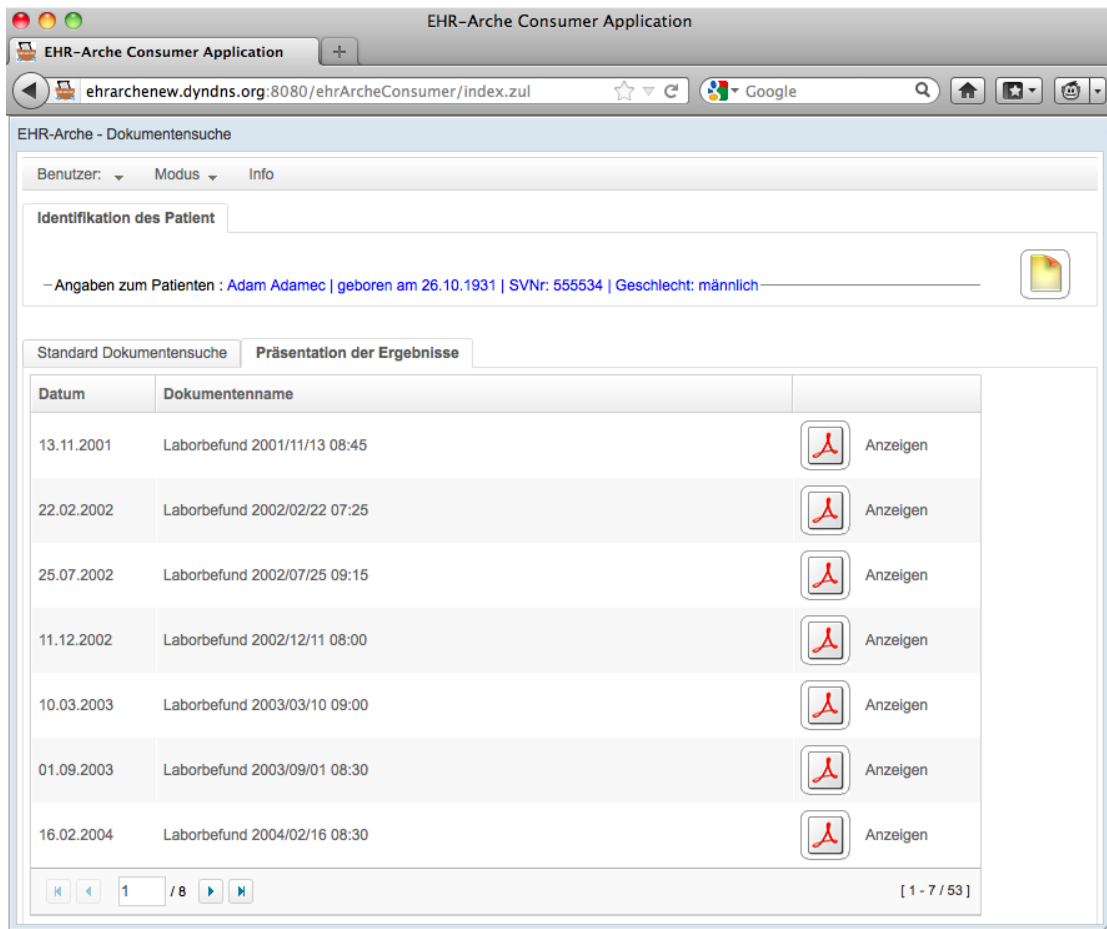 EHR-Arche Consumer Application
EHR-Arche Consumer Application
ehrarchenew.dyndns.org:8080/ehrArcheConsumer/index.zul Google
EHR-Arche - Dokumentensuche
Benutzer: Modus Info
Identifikation des Patient
Angaben zum Patienten : Adam Adamec | geboren am 26.10.1931 | SVNr: 555534 | Geschlecht: männlich
Standard Dokumentensuche Präsentation der Ergebnisse
Datum Dokumentenname
13.11.2001 Laborbefund 2001/11/13 08:45 Anzeigen
22.02.2002 Laborbefund 2002/02/22 07:25 Anzeigen
25.07.2002 Laborbefund 2002/07/25 09:15 Anzeigen
11.12.2002 Laborbefund 2002/12/11 08:00 Anzeigen
10.03.2003 Laborbefund 2003/03/10 09:00 Anzeigen
01.09.2003 Laborbefund 2003/09/01 08:30 Anzeigen
16.02.2004 Laborbefund 2004/02/16 08:30 Anzeigen
1 / 8 [ 1 - 7 / 53 ]